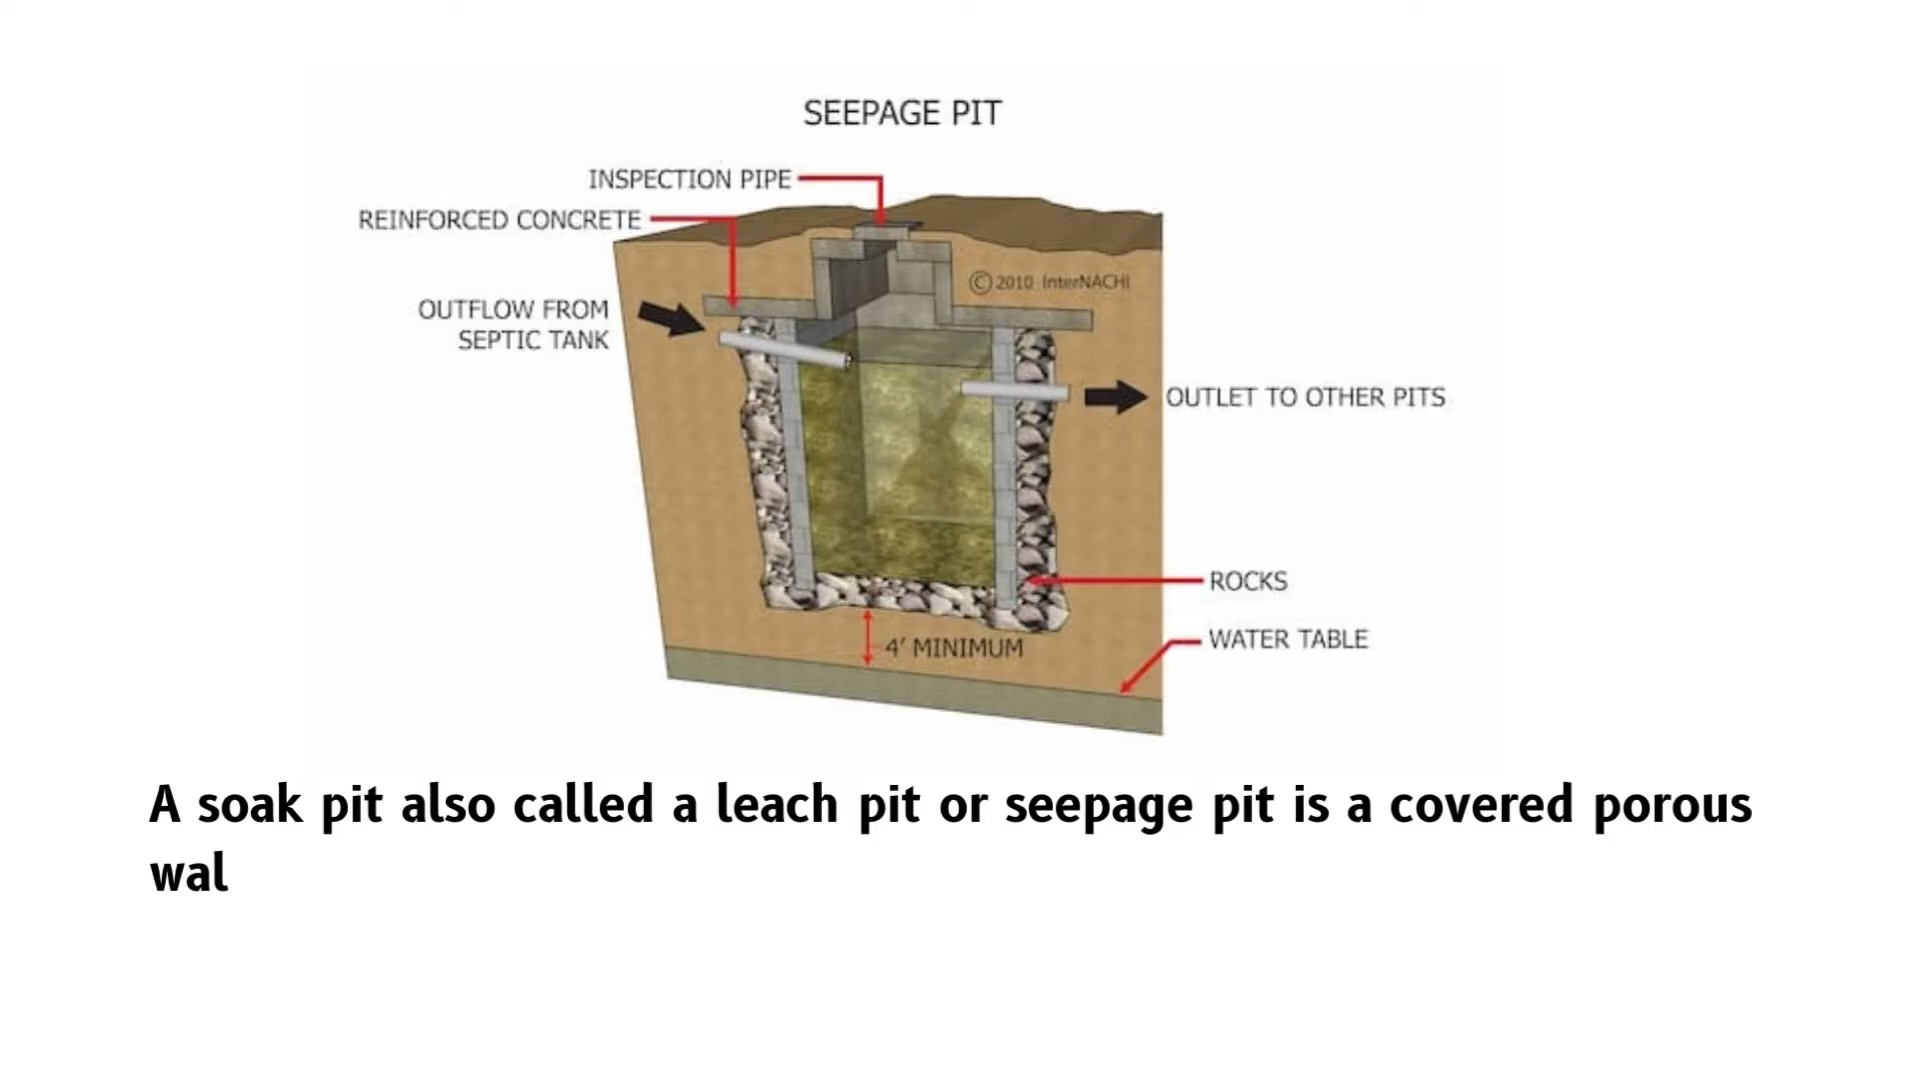 SEEPAGE PIT
INSPECTION PIPE
REINFORCED CONCRETE
© 2010 InterNACHI
OUTFLOW FROM
SEPTIC TANK
OUTLET TO OTHER PITS
ROCKS
WATER TABLE
4' MINIMUM
A soak pit also called a leach pit or seepage pit is a covered porous
wal